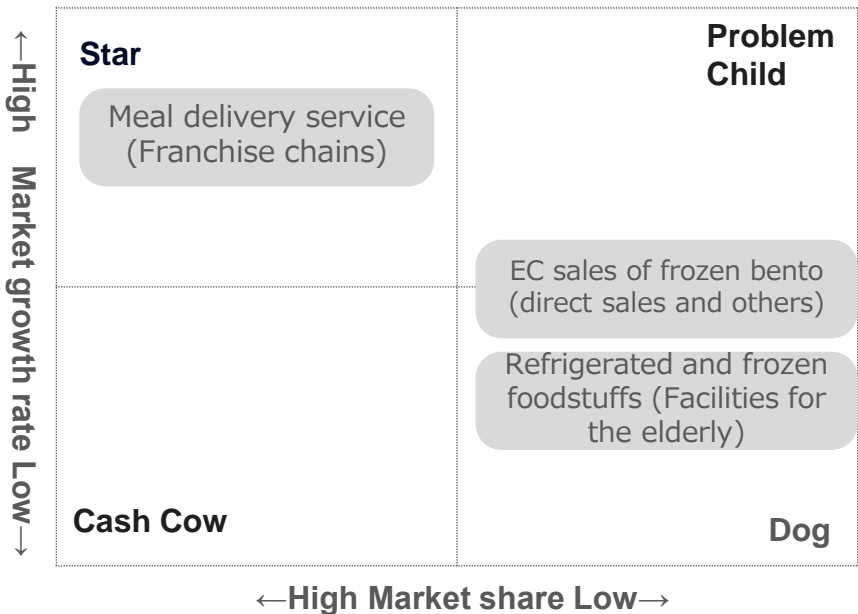 Star
Problem
Child
Meal delivery service
(Franchise chains)
EC sales of frozen bento
(direct sales and others)
Refrigerated and frozen
foodstuffs (Facilities for
the elderly)
Cash Cow
Dog
←High Market growth rate Low→
←High Market share Low→